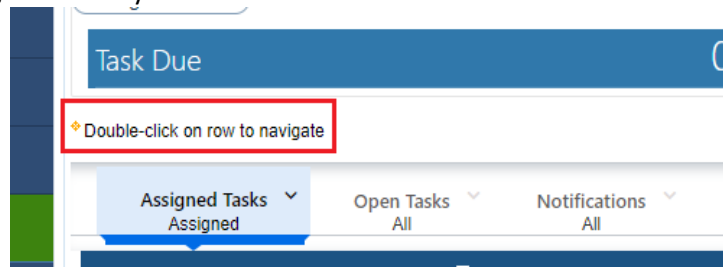 Task Due
Double-click on row to navigate
Assigned Tasks Open Tasks Notifications
Assigned All All